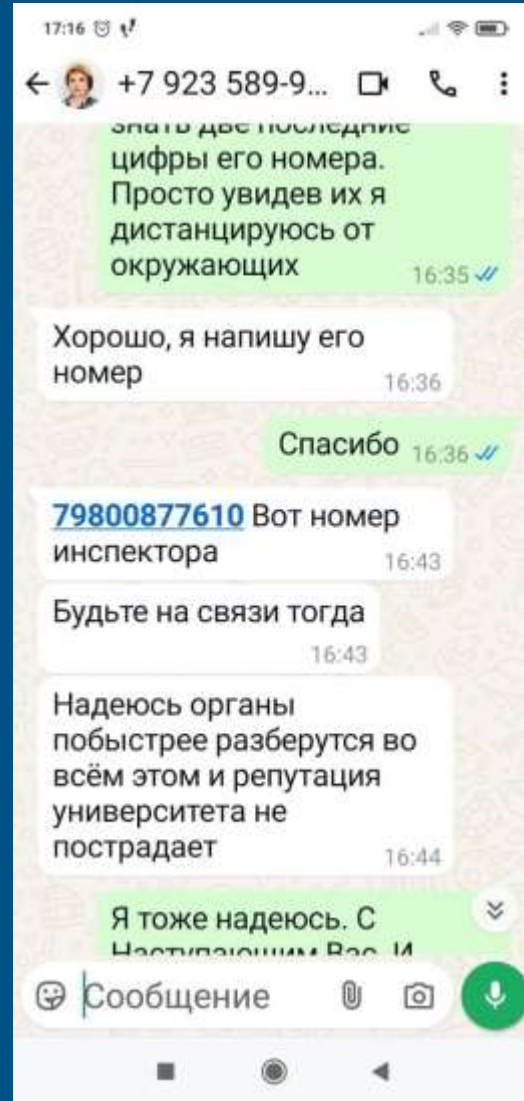 17:16
+7 923 589-9...
знать две последние
цифры его номера.
Просто увидев их я
дистанцируюсь от
окружающих
16:35
Хорошо, я напишу его
номер
16:36
Спасибо 16:36
79800877610 Вот номер
инспектора
16:43
Будьте на связи тогда
16:43
Надеюсь органы
побыстрее разберутся во
всём этом и репутация
университета не
пострадает
16:44
Я тоже надеюсь. С
Наступающим Вас. И
Сообщение